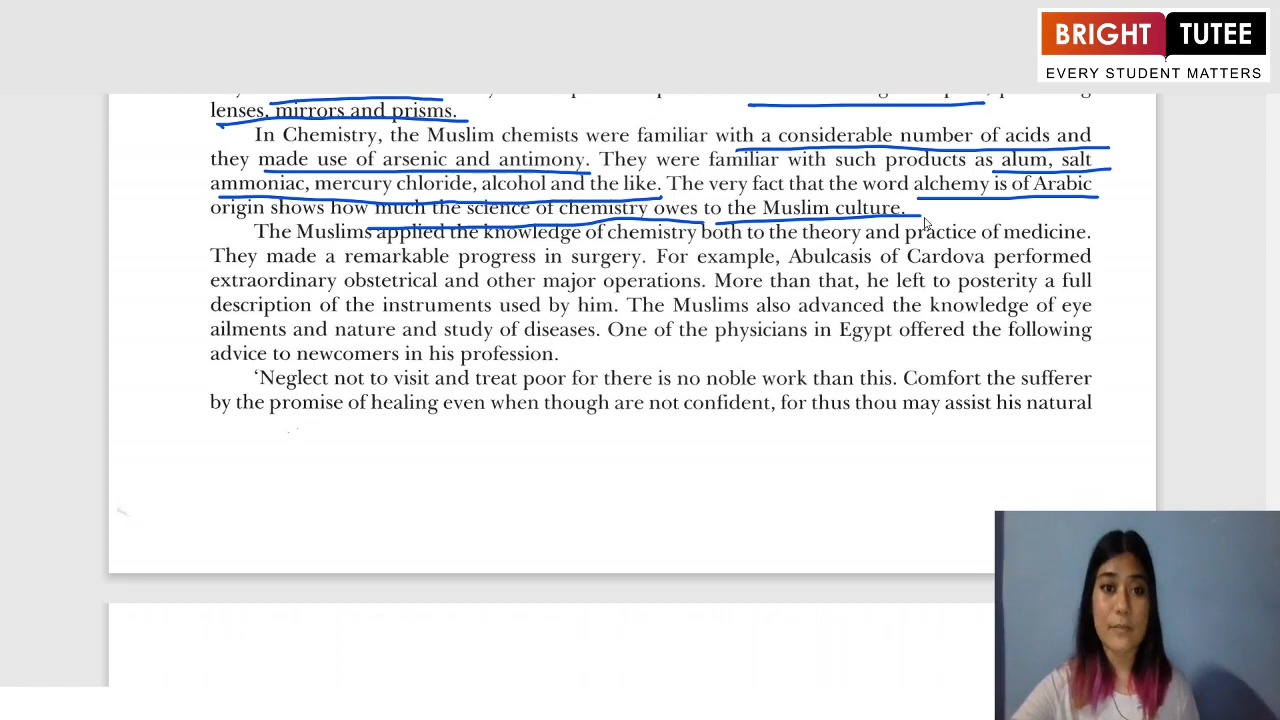 BRIGHT TUTEE
EVERY STUDENT MATTERS
lenses, mirrors and prisms.
In Chemistry, the Muslim chemists were familiar with a considerable number of acids and
they made use of arsenic and antimony. They were familiar with such products as alum, salt
ammoniac, mercury chloride, alcohol and the like. The very fact that the word alchemy is of Arabic
origin shows how much the science of chemistry owes to the Muslim culture.
The Muslims applied the knowledge of chemistry both to the theory and practice of medicine.
They made a remarkable progress in surgery. For example, Abulcasis of Cardova performed
extraordinary obstetrical and other major operations. More than that, he left to posterity a full
description of the instruments used by him. The Muslims also advanced the knowledge of eye
ailments and nature and study of diseases. One of the physicians in Egypt offered the following
advice to newcomers in his profession.
‘Neglect not to visit and treat poor for there is no noble work than this. Comfort the sufferer
by the promise of healing even when though are not confident, for thus thou may assist his natural